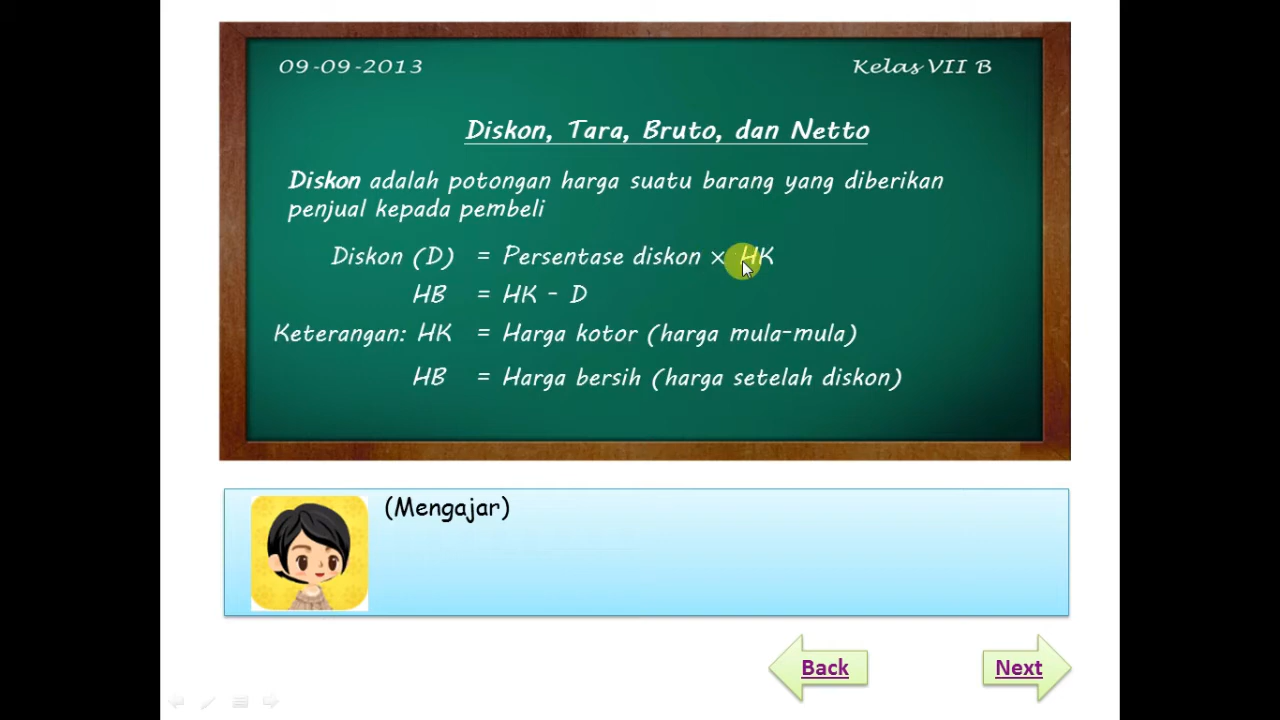 09-09-2013 Kelas VII B
Diskon, Tara, Bruto, dan Netto
Diskon adalah potongan harga suatu barang yang diberikan
penjual kepada pembeli
Diskon (D) = Persentase diskon × HK
HB = HK - D
Keterangan: HK = Harga kotor (harga mula-mula)
HB = Harga bersih (harga setelah diskon)
(Mengajar)
Back Next